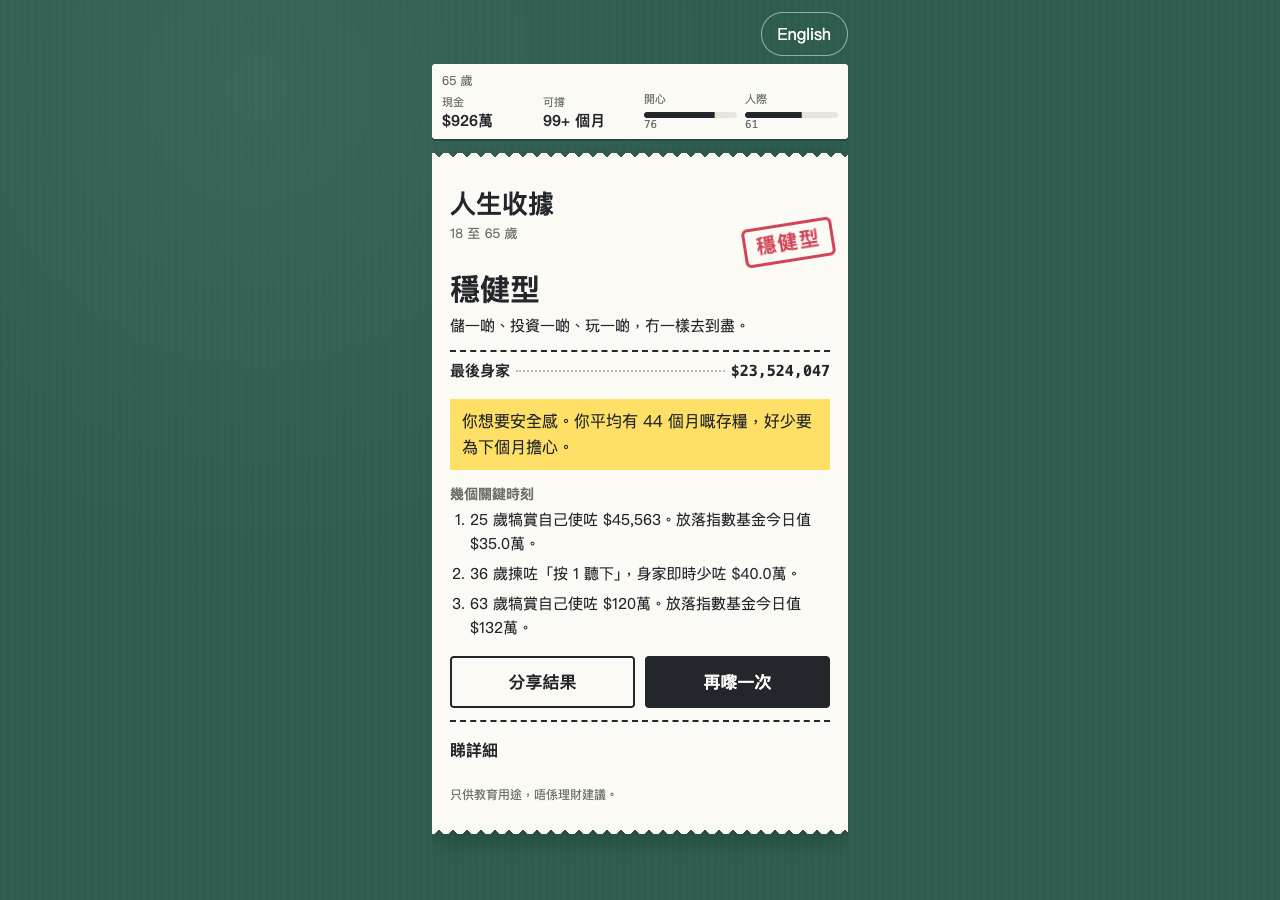 English
65 歲
現金
$926萬
可撐
99+ 個月
開心
76
人際
61
人生收據
18 至 65 歲
穩健型
穩健型
儲一啲、投資一啲、玩一啲，冇一樣去到盡。
最後身家 $23,524,047
你想要安全感。你平均有 44 個月嘅存糧，好少要
為下個月擔心。
幾個關鍵時刻
1. 25 歲犒賞自己使咗 $45,563。放落指數基金今日值
$35.0萬。
2. 36 歲揀咗「按 1 聽下」，身家即時少咗 $40.0萬。
3. 63 歲犒賞自己使咗 $120萬。放落指數基金今日值
$132萬。
分享結果
再嚟一次
睇詳細
只供教育用途，唔係理財建議。